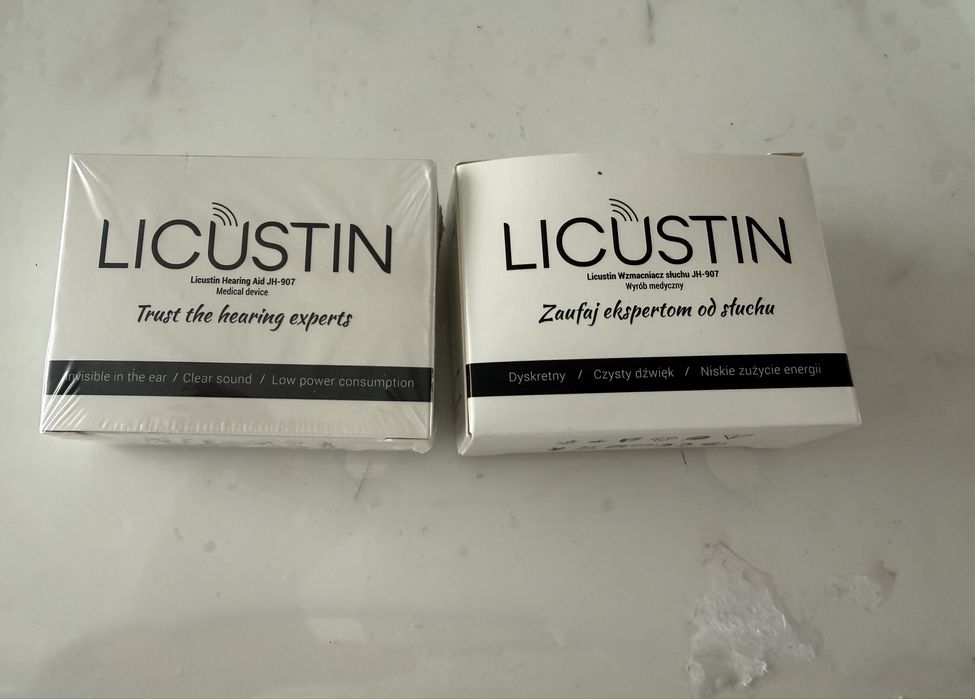 LICUSTIN
Licustin Hearing Aid JH-907
Medical device
Trust the hearing experts
Invisible in the ear / Clear sound / Low power consumption
LICUSTIN
Licustin Wzmacniacz słuchu JH-907
Wyrób medyczny
Zaufaj ekspertom od słuchu
Dyskretny / Czysty dźwięk / Niskie zużycie energii